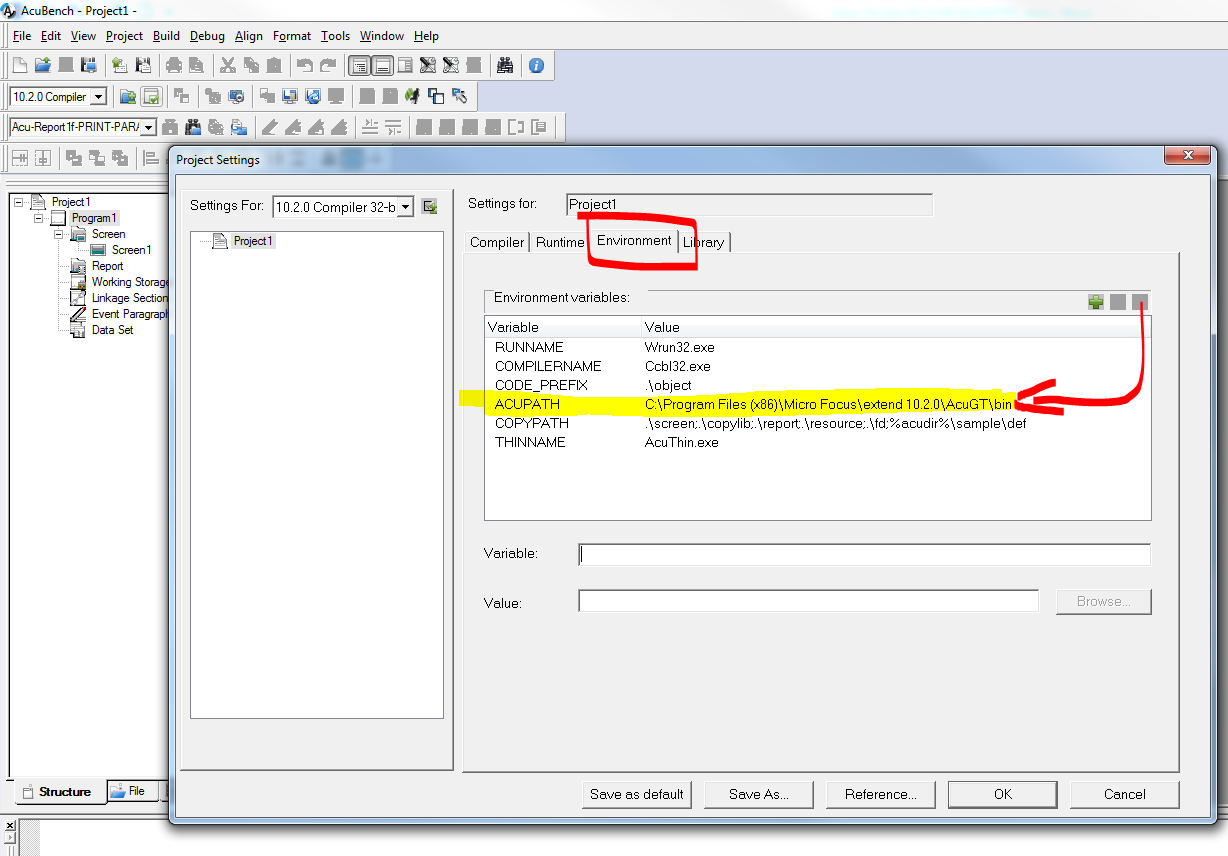 AcuBench - Project1 -
File Edit View Project Build Debug Align Format Tools Window Help
10.2.0 Compiler
Acu-Report1f-PRINT-PARA
Project Settings
Project1
Program1
Screen
Screen1
Report
Working Storage
Linkage Section
Event Paragraph
Data Set
Structure
File
Settings For:
10.2.0 Compiler 32-b
Project1
Settings for:
Project1
Compiler Runtime Environment Library
Environment variables:
Variable Value
RUNNAME Wrun32.exe
COMPILERNAME Ccbl32.exe
CODE_PREFIX .\object
ACUPATH C:\Program Files (x86)\Micro Focus\extend 10.2.0\AcuGT\bin
COPYPATH .\screen;.\copylib;.\report;.\resource;.\fd;%acudir%\sample\def
THINNAME AcuThin.exe
Variable:
Value:
Browse...
Save as default Save As... Reference... OK Cancel